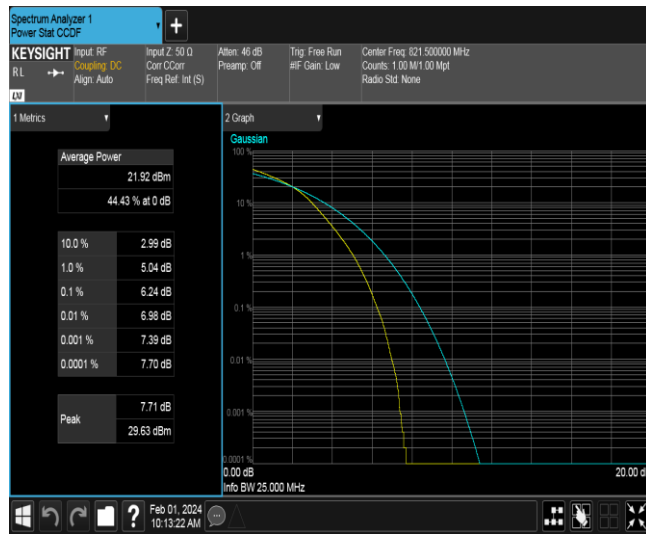 Spectrum Analyzer 1
Power Stat CCDF
+
KEYSIGHT
RL
LXI
Input: RF
Coupling: DC
Align: Auto
Input Z: 50 Ω
Corr CCorr
Freq Ref: Int (S)
Atten: 46 dB
Preamp: Off
Trig: Free Run
#IF Gain: Low
Center Freq: 821.500000 MHz
Counts: 1.00 M/1.00 Mpt
Radio Std: None
1 Metrics
Average Power
21.92 dBm
44.43 % at 0 dB
10.0 % 2.99 dB
1.0 % 5.04 dB
0.1 % 6.24 dB
0.01 % 6.98 dB
0.001 % 7.39 dB
0.0001 % 7.70 dB
Peak
7.71 dB
29.63 dBm
2 Graph
Gaussian
100 %
10 %
1 %
0.1 %
0.01 %
0.001 %
0.0001 %
0.00 dB
20.00 d
Info BW 25.000 MHz
?
Feb 01, 2024
10:13:22 AM